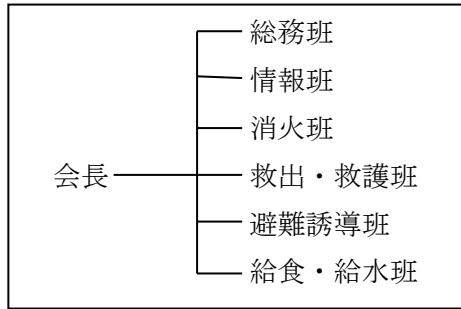 総務班
情報班
消火班
会長
救出・救護班
避難誘導班
給食・給水班